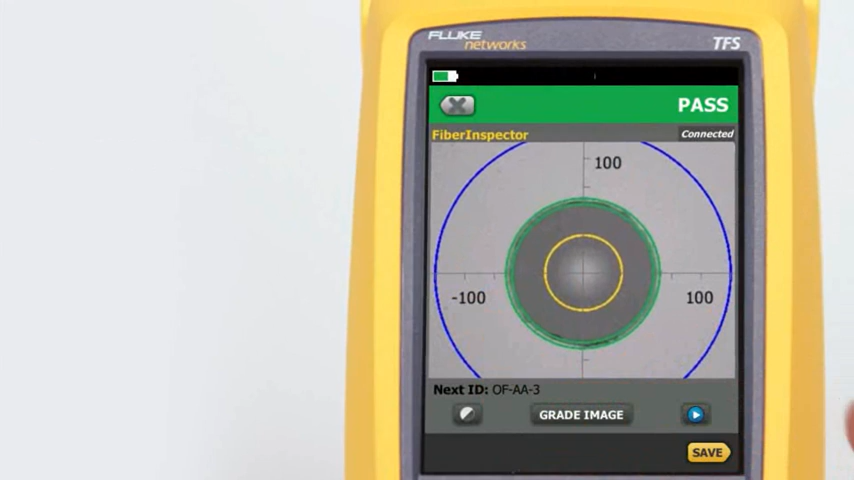 FLUKE
networks
TFS
PASS
FiberInspector
Connected
100
-100
100
Next ID: OF-AA-3
GRADE IMAGE
SAVE